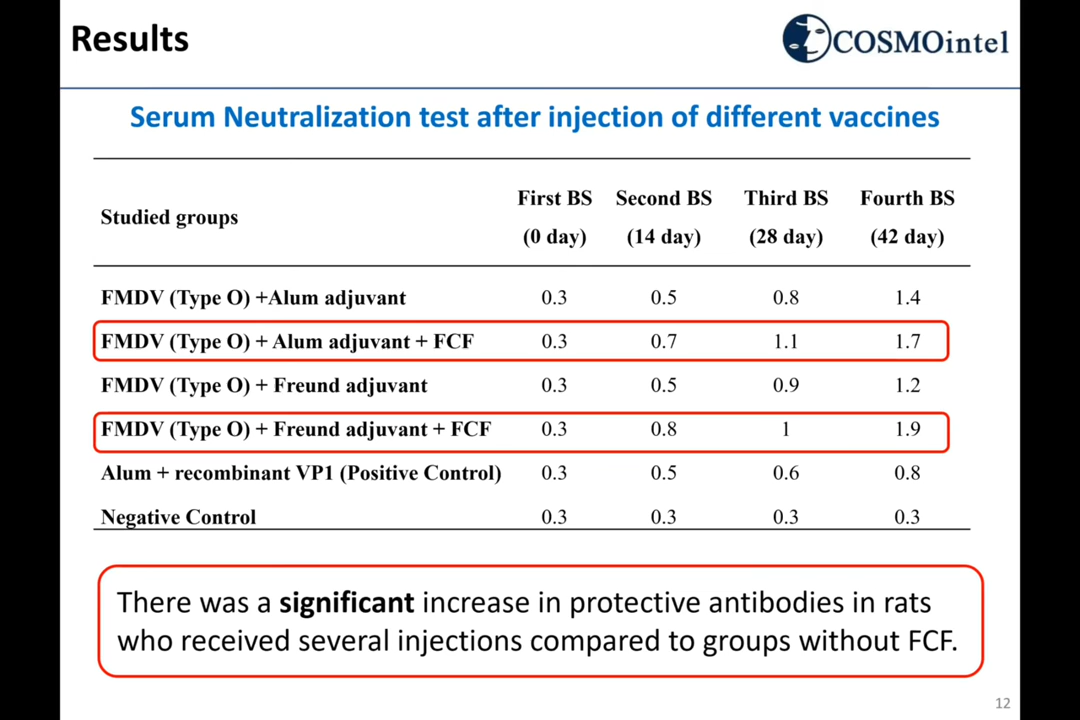 Results
COSMOintel
Serum Neutralization test after injection of different vaccines
Studied groups
First BS Second BS Third BS Fourth BS
(0 day) (14 day) (28 day) (42 day)
FMDV (Type O) +Alum adjuvant 0.3 0.5 0.8 1.4
FMDV (Type O) + Alum adjuvant + FCF 0.3 0.7 1.1 1.7
FMDV (Type O) + Freund adjuvant 0.3 0.5 0.9 1.2
FMDV (Type O) + Freund adjuvant + FCF 0.3 0.8 1 1.9
Alum + recombinant VP1 (Positive Control) 0.3 0.5 0.6 0.8
Negative Control 0.3 0.3 0.3 0.3
There was a significant increase in protective antibodies in rats
who received several injections compared to groups without FCF.
12